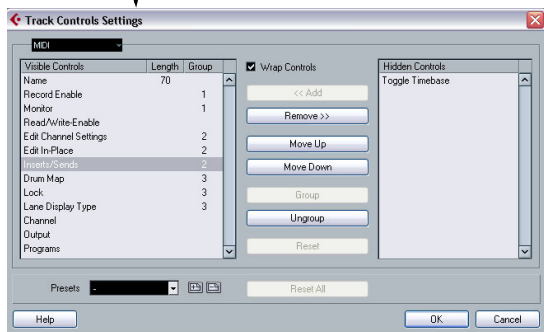 Track Controls Settings
MIDI
Visible Controls Length Group
Name 70
Record Enable 1
Monitor 1
Read/Write-Enable
Edit Channel Settings 2
Edit In-Place 2
Inserts/Sends 2
Drum Map 3
Lock 3
Lane Display Type 3
Channel
Output
Programs
Wrap Controls
<< Add
Remove >>
Move Up
Move Down
Group
Ungroup
Reset
Hidden Controls
Toggle Timebase
Presets -
Reset All
Help
OK
Cancel